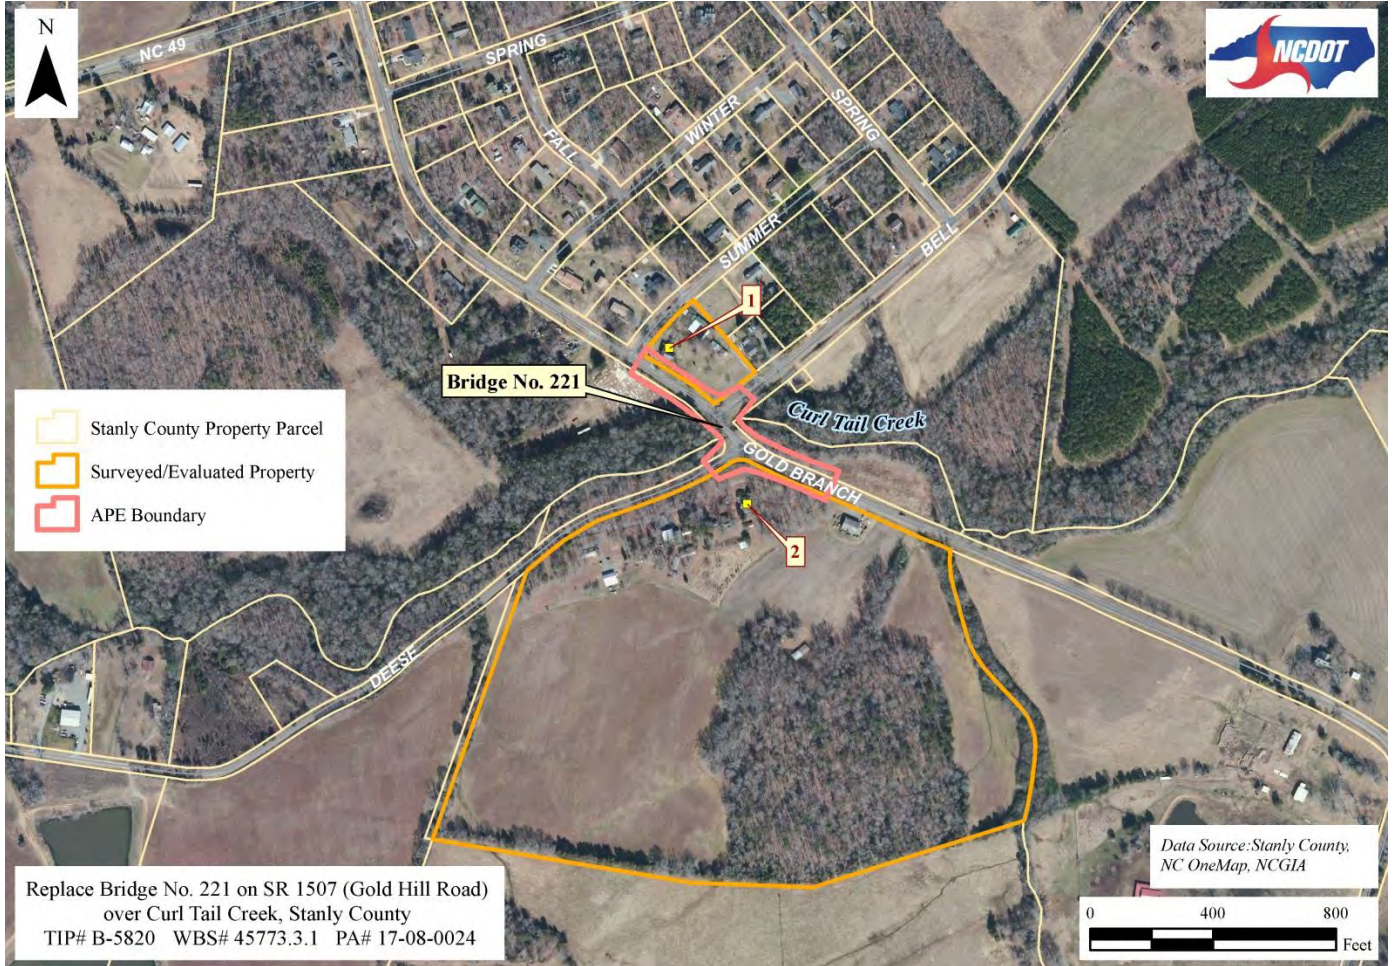 N
NC 49
SPRING
NCDOT
FALL
WINTER
SPRING
SUMMER
BELL
1
Bridge No. 221
Curl Tail Creek
GOLD BRANCH
2
DEESE
Stanly County Property Parcel
Surveyed/Evaluated Property
APE Boundary
Replace Bridge No. 221 on SR 1507 (Gold Hill Road)
over Curl Tail Creek, Stanly County
TIP# B-5820 WBS# 45773.3.1 PA# 17-08-0024
Data Source:Stanly County,
NC OneMap, NCGIA
0 400 800
Feet